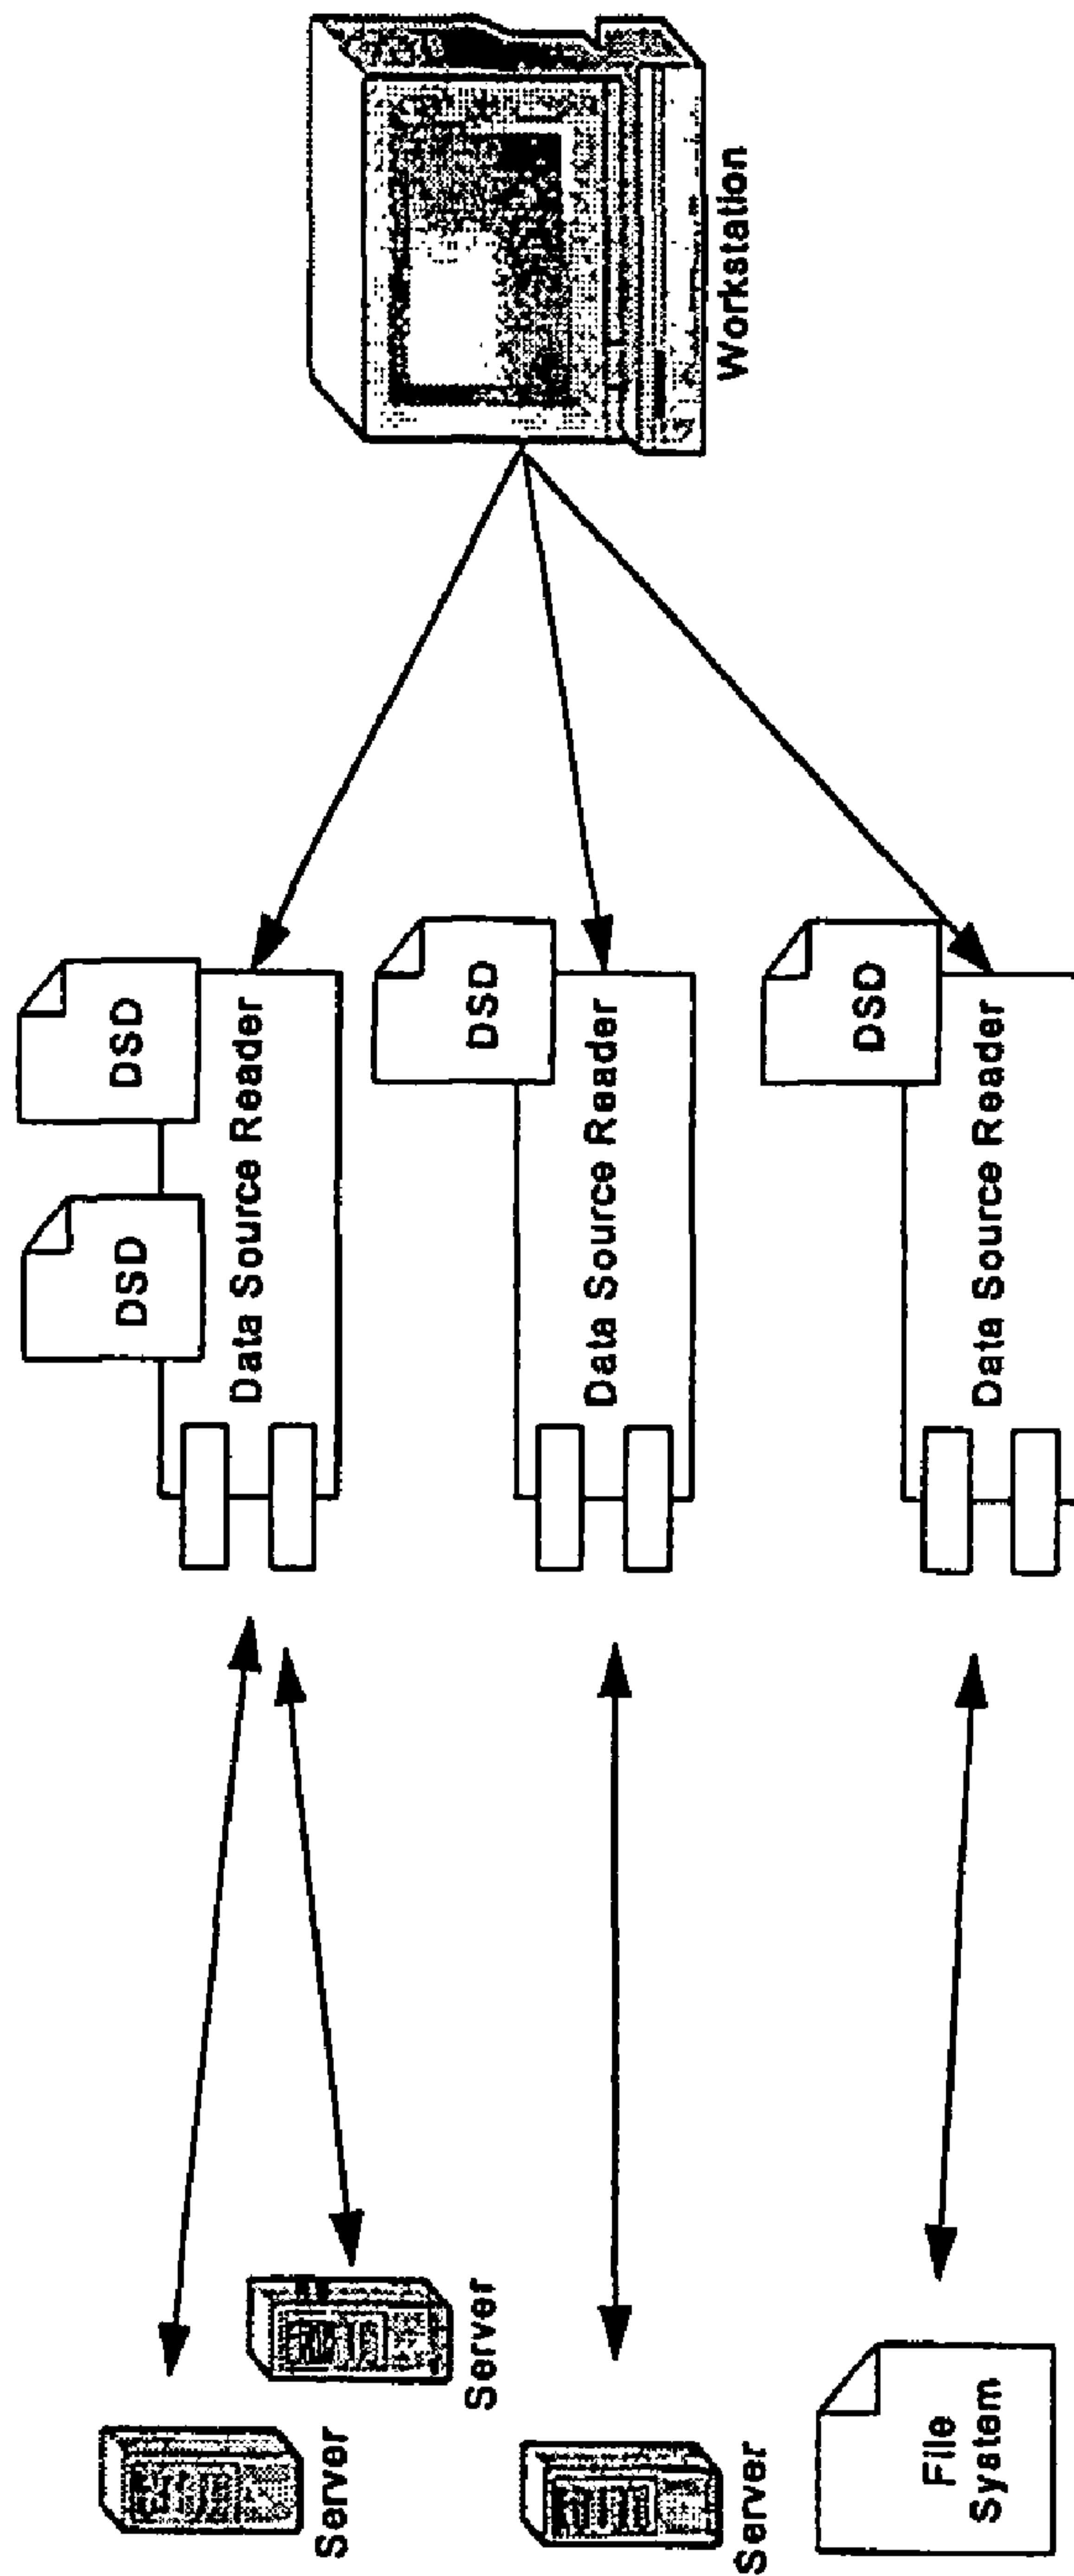 Server
Server
DSD
DSD
Data Source Reader
Server
DSD
Data Source Reader
Workstation
File
System
DSD
Data Source Reader